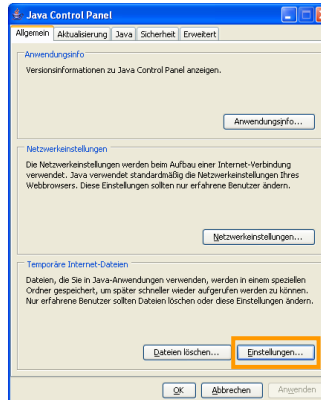 Java Control Panel
Allgemein Aktualisierung Java Sicherheit Erweitert
Anwendungsinfo
Versionsinformationen zu Java Control Panel anzeigen.
Anwendungsinfo...
Netzwerkeinstellungen
Die Netzwerkeinstellungen werden beim Aufbau einer Internet-Verbindung
verwendet. Java verwendet standardmäßig die Netzwerkeinstellungen Ihres
Webbrowsers. Diese Einstellungen sollten nur erfahrene Benutzer ändern.
Netzwerkeinstellungen...
Temporäre Internet-Dateien
Dateien, die Sie in Java-Anwendungen verwenden, werden in einem speziellen
Ordner gespeichert, um später schneller wieder aufgerufen werden zu können.
Nur erfahrene Benutzer sollten Dateien löschen oder diese Einstellungen ändern.
Dateien löschen... Einstellungen...
OK Abbrechen Anwenden